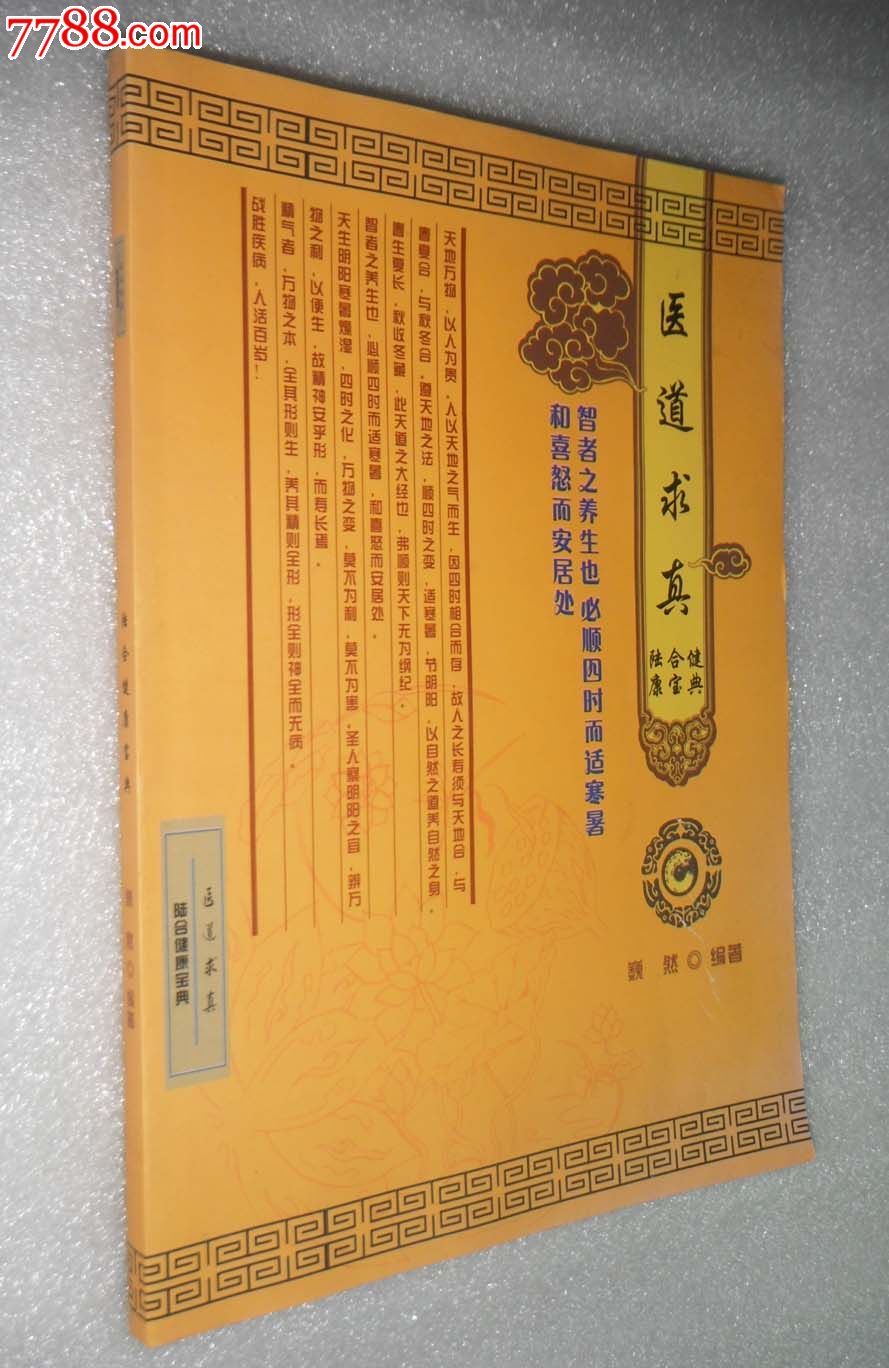 7788.com
医道求真
陆合健
康宝典
智者之养生也 必顺四时而适寒暑
和喜怒而安居处
巍 然◎编著
天地万物,以人为贵,人以天地之气而生,因四时相合而存,故人之长寿须与天地合,与
春夏合,与秋冬合,遵天地之法,顺四时之变,适寒暑,节阴阳,以自然之道养自然之身。
春生夏长,秋收冬藏,此天道之大经也,弗顺则天下无为纲纪。
智者之养生也,必顺四时而适寒暑,和喜怒而安居处。
天生阴阳寒暑燥湿,四时之化,万物之变,莫不为利,莫不为害,圣人察阴阳之宜,辨万
物之利,以便生,故精神安乎形,而寿长焉。
精气者,万物之本,全其形则生,养其精则全形,形全则神全而无病。
战胜疾病,人活百岁!
医道求真
陆合健康宝典
陆合健康宝典
编著